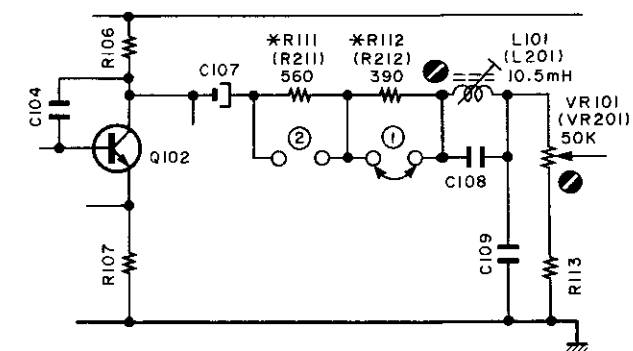 R106
C104
Q102
R107
C107
*R111
(R211)
560
*R112
(R212)
390
②
①
L101
(L201)
10.5mH
C108
C109
VR101
(VR201)
50K
R113